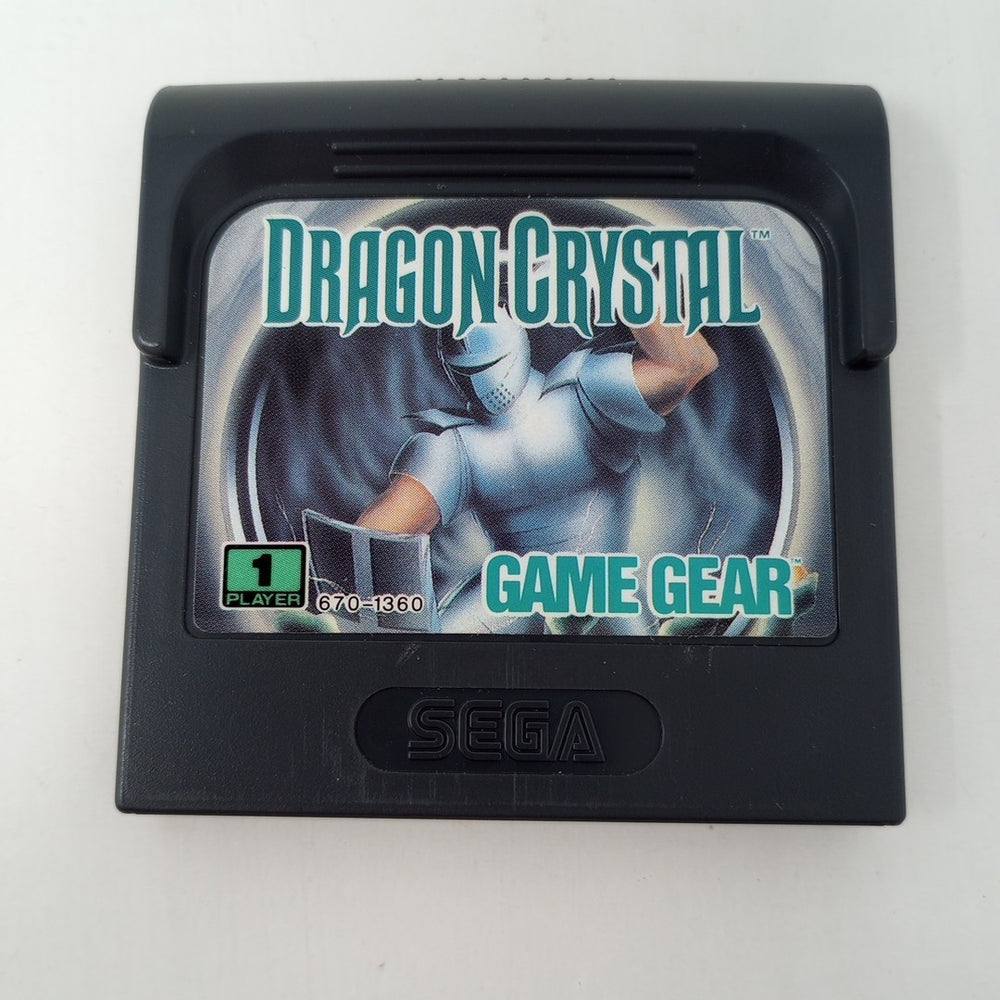 DRAGON CRYSTAL™
1
PLAYER
670-1360
GAME GEAR™
SEGA